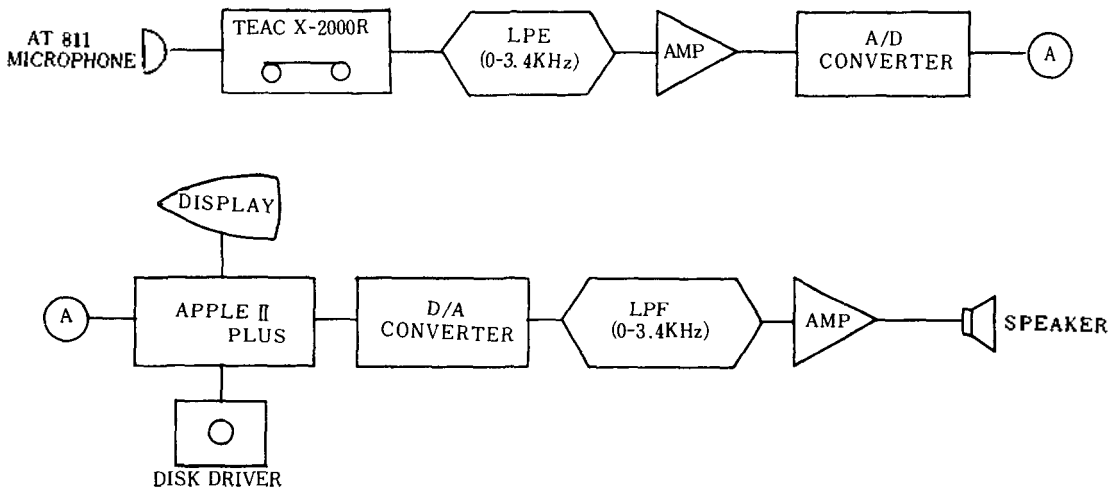 AT 811
MICROPHONE
TEAC X-2000R
LPE
(0-3.4KHz)
AMP
A/D
CONVERTER
A
DISPLAY
A
APPLE II
PLUS
D/A
CONVERTER
LPF
(0-3.4KHz)
AMP
SPEAKER
DISK DRIVER